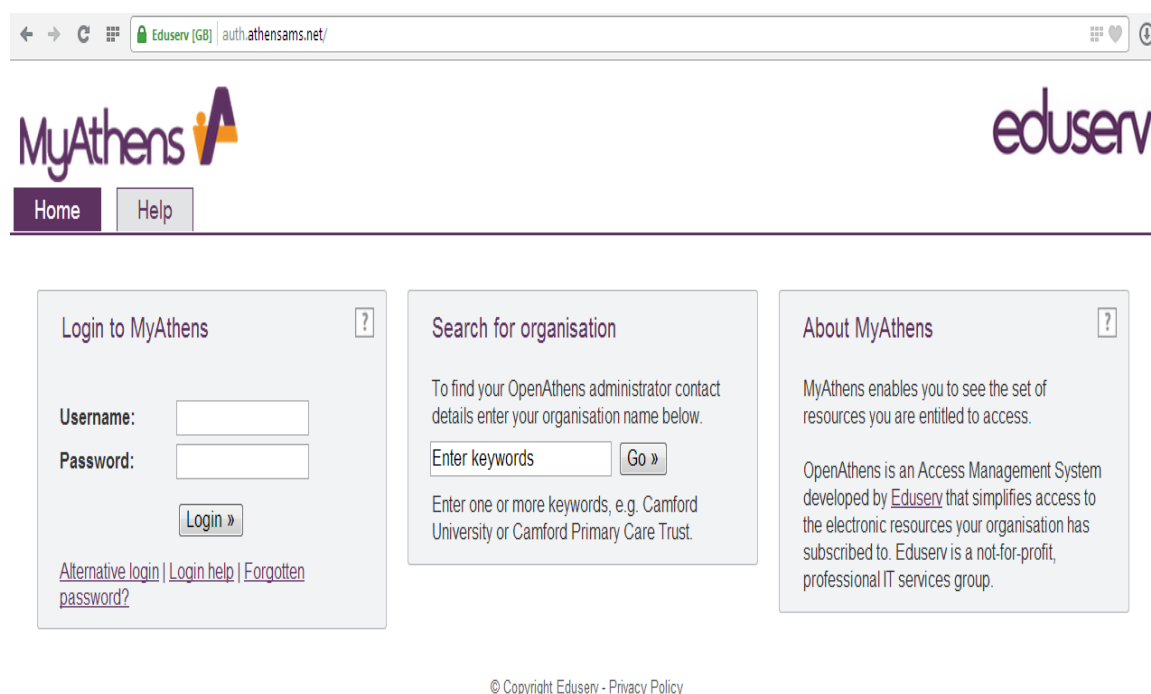 Eduserv [GB] auth.athensams.net/
MyAthens
eduserv
Home
Help
Login to MyAthens
?
Username:
Password:
Login »
Alternative login | Login help | Forgotten
password?
Search for organisation
To find your OpenAthens administrator contact
details enter your organisation name below.
Enter keywords
Go »
Enter one or more keywords, e.g. Camford
University or Camford Primary Care Trust.
About MyAthens
?
MyAthens enables you to see the set of
resources you are entitled to access.
OpenAthens is an Access Management System
developed by Eduserv that simplifies access to
the electronic resources your organisation has
subscribed to. Eduserv is a not-for-profit,
professional IT services group.
© Copyright Eduserv - Privacy Policy